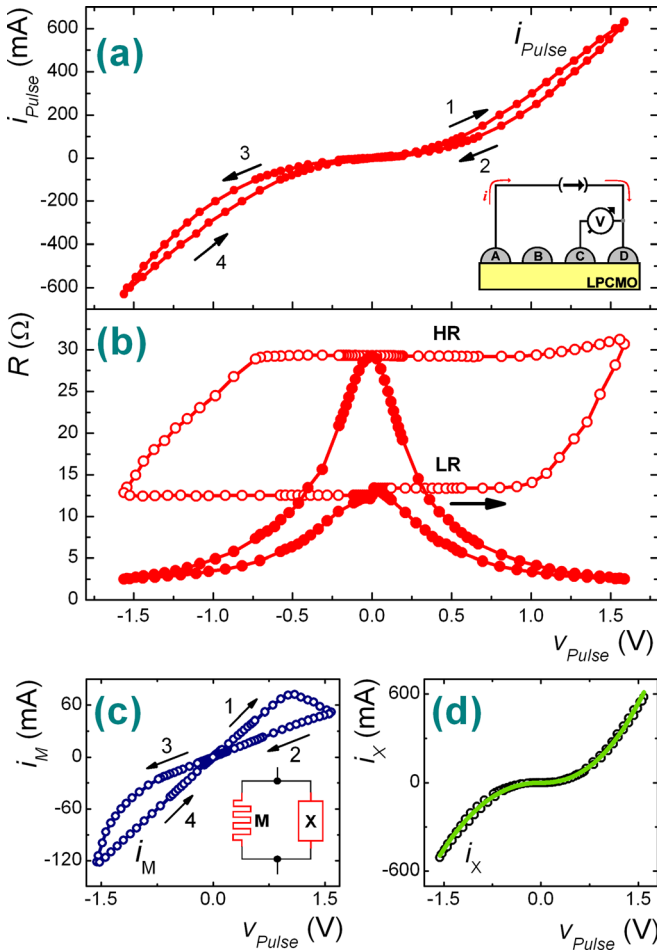 (a)
i_Pulse (mA)
600
400
200
0
-200
-400
-600
i_Pulse
1
2
3
4
i
V
A B C D
LPCMO
(b)
R (Ω)
30
25
20
15
10
5
0
HR
LR
-1.5 -1.0 -0.5 0.0 0.5 1.0 1.5
v_Pulse (V)
(c)
i_M (mA)
60
0
-60
-120
1
2
3
4
i_M
M
X
-1.5 0.0 1.5
v_Pulse (V)
(d)
i_X (mA)
600
0
-600
i_X
-1.5 0.0 1.5
v_Pulse (V)